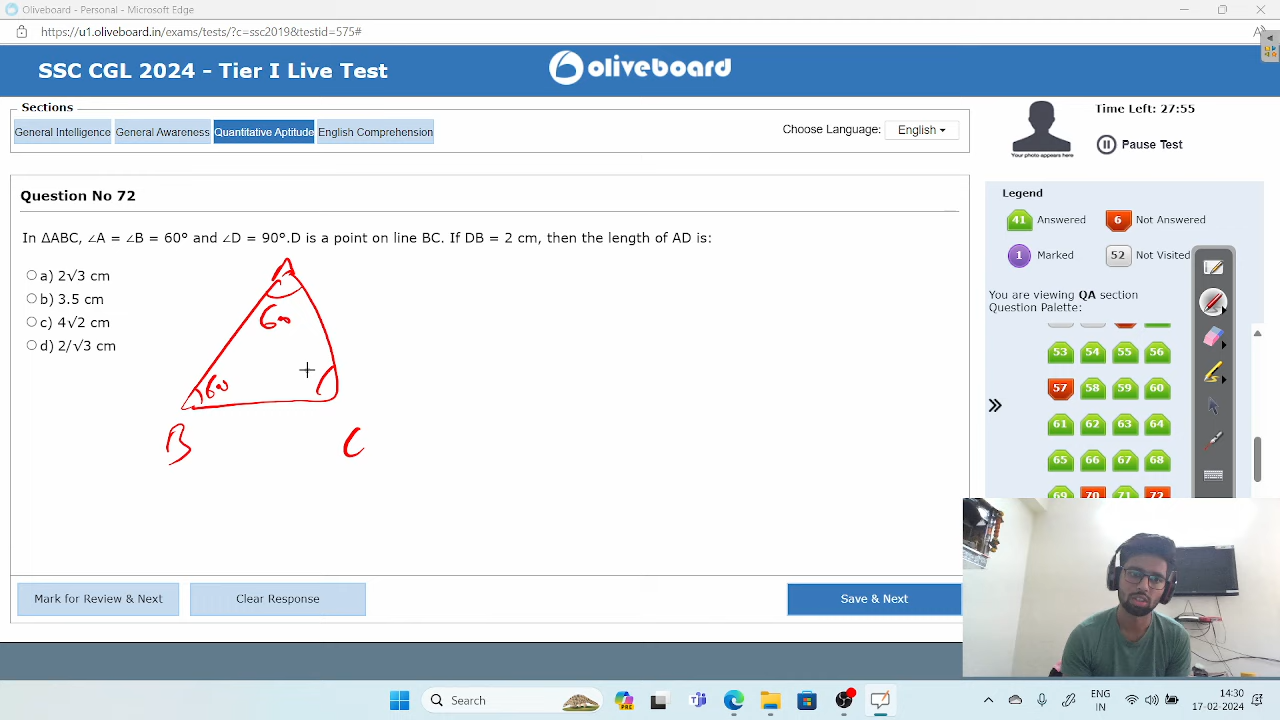 Oliveboard - Personal - Microsoft Edge
https://u1.oliveboard.in/exams/tests/?c=ssc2019&testid=575#
SSC CGL 2024 - Tier I Live Test
oliveboard
Sections
General Intelligence General Awareness Quantitative Aptitude English Comprehension
Choose Language: English
Time Left: 27:55
Pause Test
Your photo appears here
Question No 72
In ΔABC, ∠A = ∠B = 60° and ∠D = 90°.D is a point on line BC. If DB = 2 cm, then the length of AD is:
a) 2√3 cm
b) 3.5 cm
c) 4√2 cm
d) 2/√3 cm
A
60
60
B
C
Legend
41 Answered 6 Not Answered
1 Marked 52 Not Visited
You are viewing QA section
Question Palette:
53 54 55 56
57 58 59 60
61 62 63 64
65 66 67 68
69 70 71 72
Mark for Review & Next
Clear Response
Save & Next
Search
PRE
ENG
IN
14:30
17-02-2024